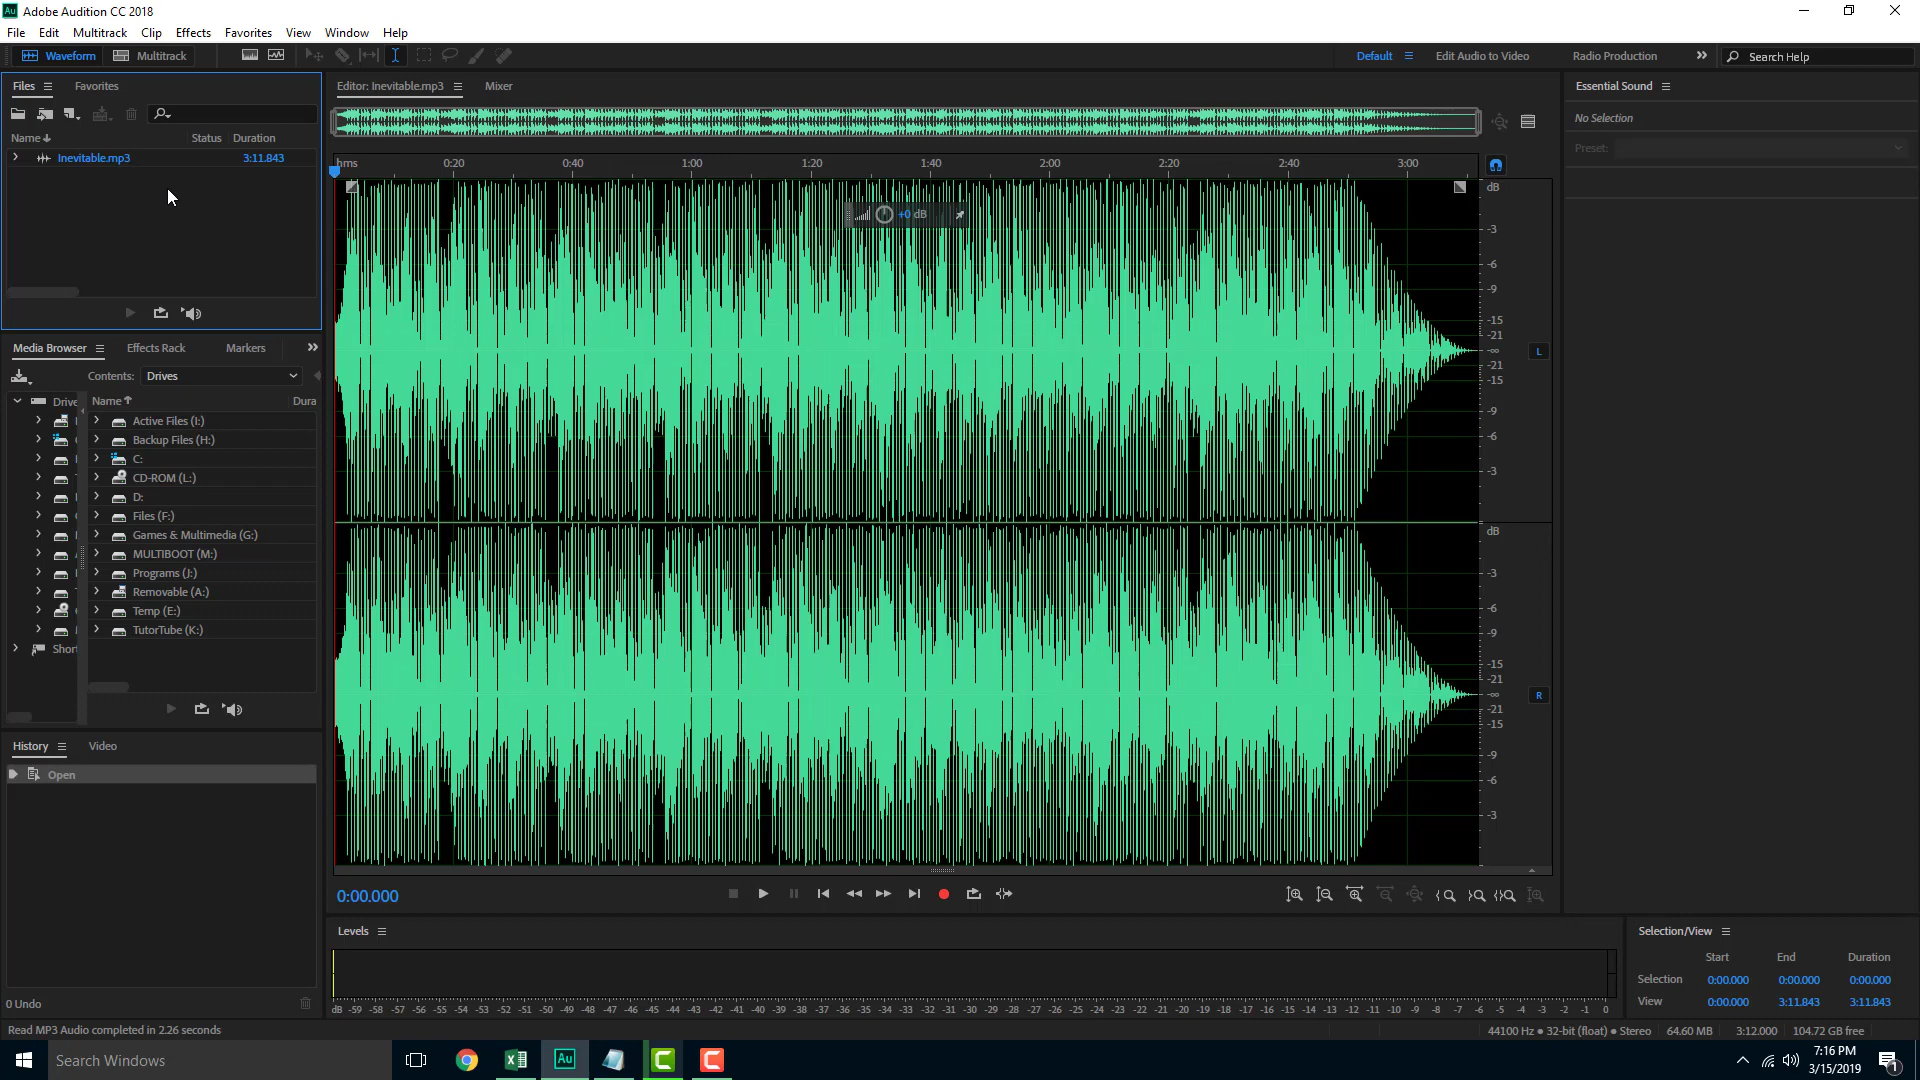 Au Adobe Audition CC 2018
File Edit Multitrack Clip Effects Favorites View Window Help
Waveform Multitrack
Default Edit Audio to Video Radio Production Search Help
Files Favorites
Name Status Duration
Inevitable.mp3 3:11.843
Media Browser Effects Rack Markers
Contents: Drives
Drive
Name Dura
Active Files (I:)
Backup Files (H:)
C:
CD-ROM (L:)
D:
Files (F:)
Games & Multimedia (G:)
MULTIBOOT (M:)
Programs (J:)
Removable (A:)
Temp (E:)
TutorTube (K:)
Short
History Video
Open
0 Undo
Editor: Inevitable.mp3 Mixer
hms 0:20 0:40 1:00 1:20 1:40 2:00 2:20 2:40 3:00
+0 dB
dB
-3
-6
-9
-15
-21
-∞
-21
-15
-9
-6
-3
L
dB
-3
-6
-9
-15
-21
-∞
-21
-15
-9
-6
-3
R
0:00.000
Levels
dB -59 -58 -57 -56 -55 -54 -53 -52 -51 -50 -49 -48 -47 -46 -45 -44 -43 -42 -41 -40 -39 -38 -37 -36 -35 -34 -33 -32 -31 -30 -29 -28 -27 -26 -25 -24 -23 -22 -21 -20 -19 -18 -17 -16 -15 -14 -13 -12 -11 -10 -9 -8 -7 -6 -5 -4 -3 -2 -1 0
Essential Sound
No Selection
Preset:
Selection/View
Start End Duration
Selection 0:00.000 0:00.000 0:00.000
View 0:00.000 3:11.843 3:11.843
Read MP3 Audio completed in 2.26 seconds
44100 Hz ● 32-bit (float) ● Stereo 64.60 MB 3:12.000 104.72 GB free
Search Windows
Au
7:16 PM
3/15/2019
1